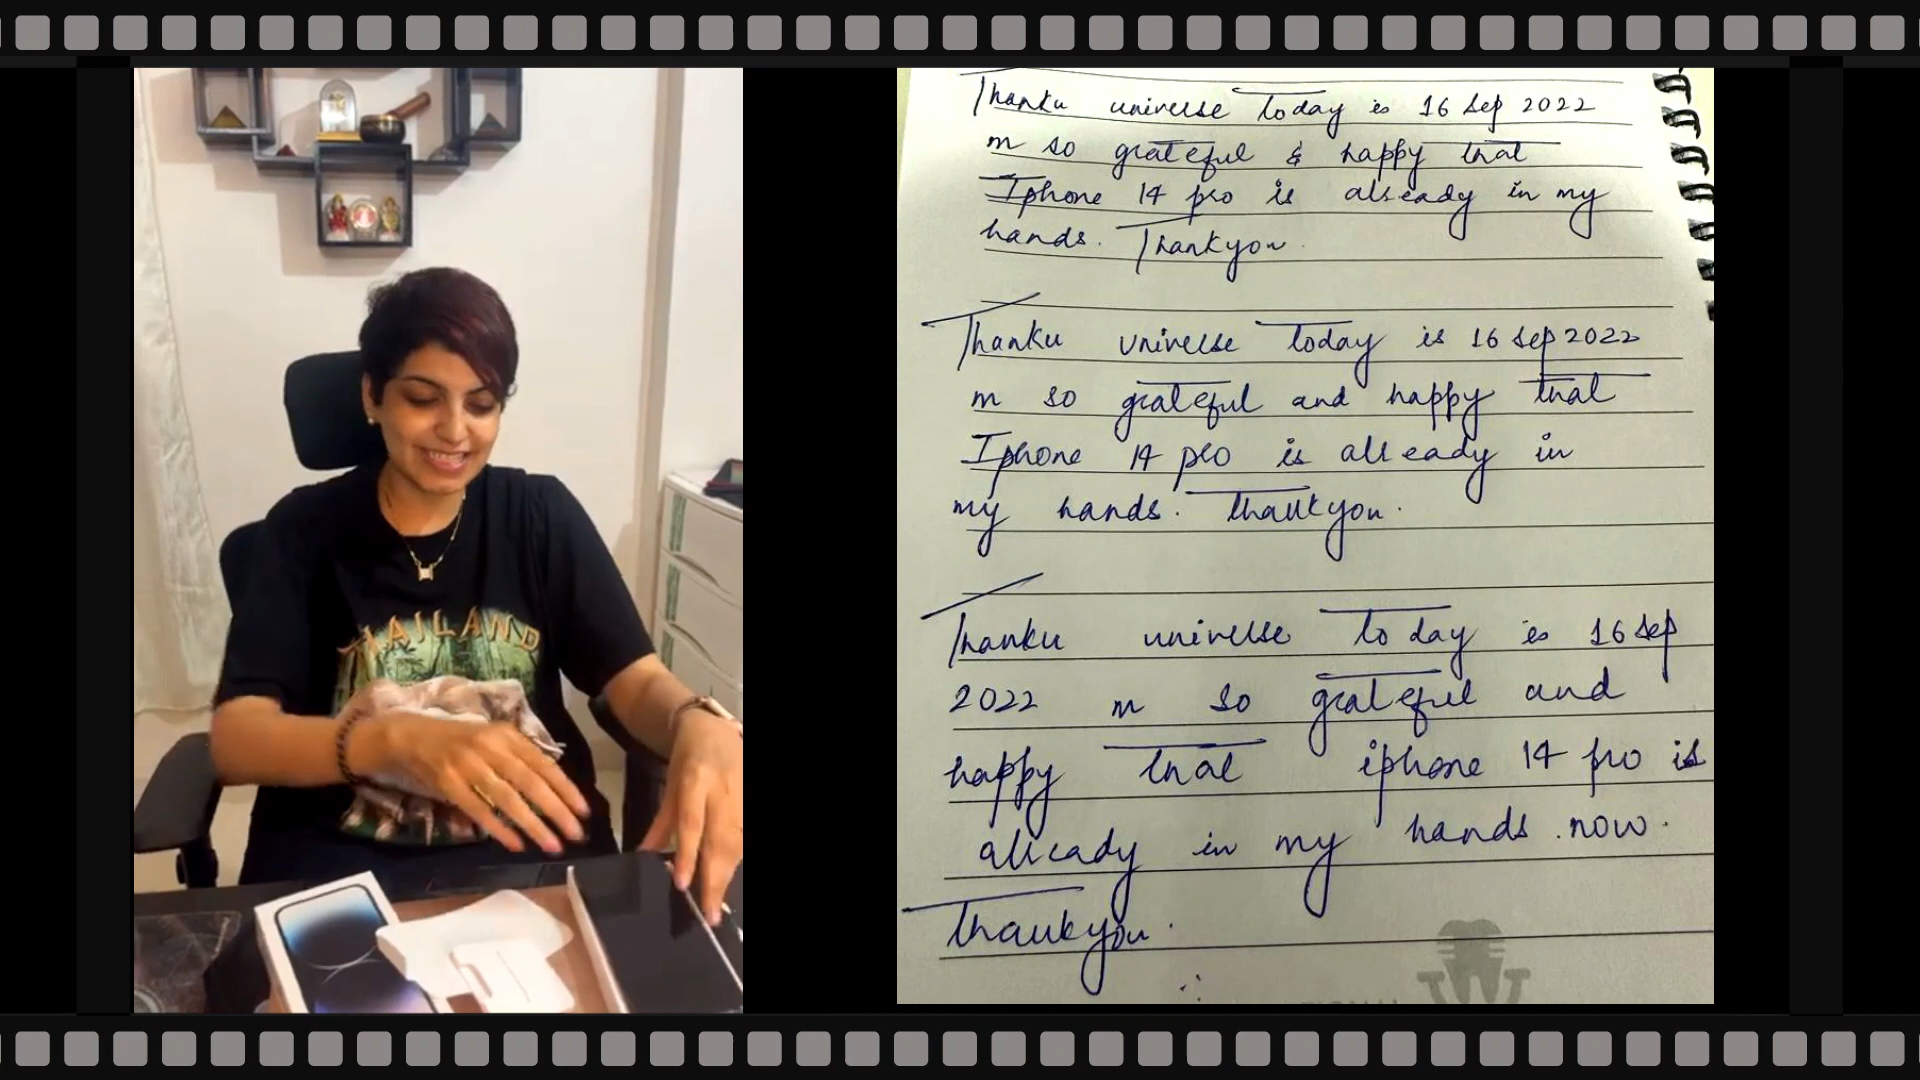 THAILAND
Thanku universe today is 16 Sep 2022
m so grateful & happy that
Iphone 14 pro is already in my
hands. Thankyou.
Thanku universe today is 16 Sep 2022
m so grateful and happy that
Iphone 14 pro is already in
my hands. thankyou.
Thanku universe to day is 16 Sep
2022 m so grateful and
happy that iphone 14 pro is
already in my hands .now.
Thankyou.